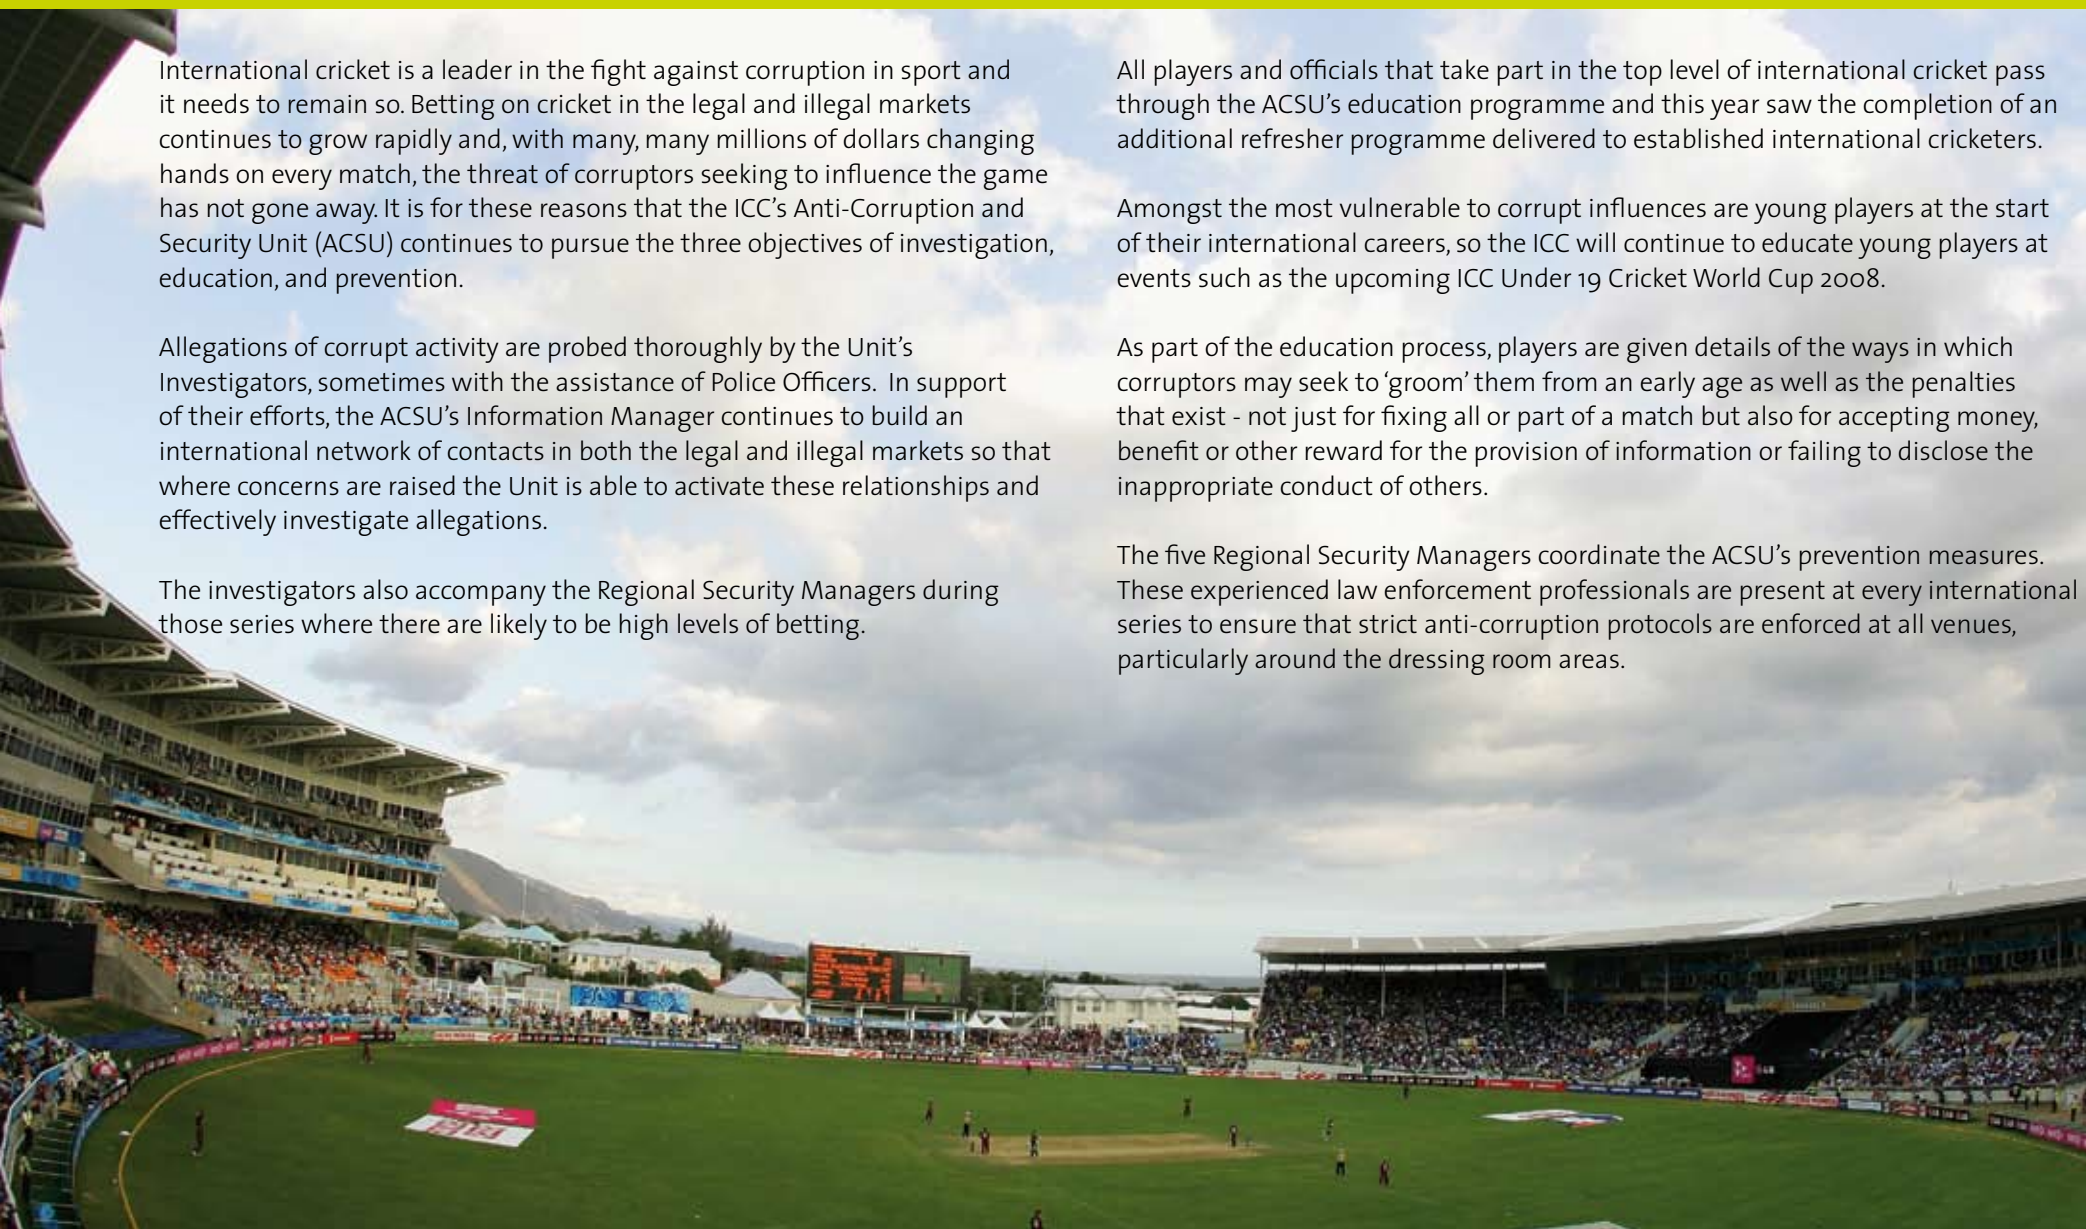 International cricket is a leader in the fight against corruption in sport and
it needs to remain so. Betting on cricket in the legal and illegal markets
continues to grow rapidly and, with many, many millions of dollars changing
hands on every match, the threat of corruptors seeking to influence the game
has not gone away. It is for these reasons that the ICC’s Anti-Corruption and
Security Unit (ACSU) continues to pursue the three objectives of investigation,
education, and prevention.
Allegations of corrupt activity are probed thoroughly by the Unit’s
Investigators, sometimes with the assistance of Police Officers.  In support
of their efforts, the ACSU’s Information Manager continues to build an
international network of contacts in both the legal and illegal markets so that
where concerns are raised the Unit is able to activate these relationships and
effectively investigate allegations.
The investigators also accompany the Regional Security Managers during
those series where there are likely to be high levels of betting.
All players and officials that take part in the top level of international cricket pass
through the ACSU’s education programme and this year saw the completion of an
additional refresher programme delivered to established international cricketers.
Amongst the most vulnerable to corrupt influences are young players at the start
of their international careers, so the ICC will continue to educate young players at
events such as the upcoming ICC Under 19 Cricket World Cup 2008.
As part of the education process, players are given details of the ways in which
corruptors may seek to ‘groom’ them from an early age as well as the penalties
that exist - not just for fixing all or part of a match but also for accepting money,
benefit or other reward for the provision of information or failing to disclose the
inappropriate conduct of others.
The five Regional Security Managers coordinate the ACSU’s prevention measures.
These experienced law enforcement professionals are present at every international
series to ensure that strict anti-corruption protocols are enforced at all venues,
particularly around the dressing room areas.